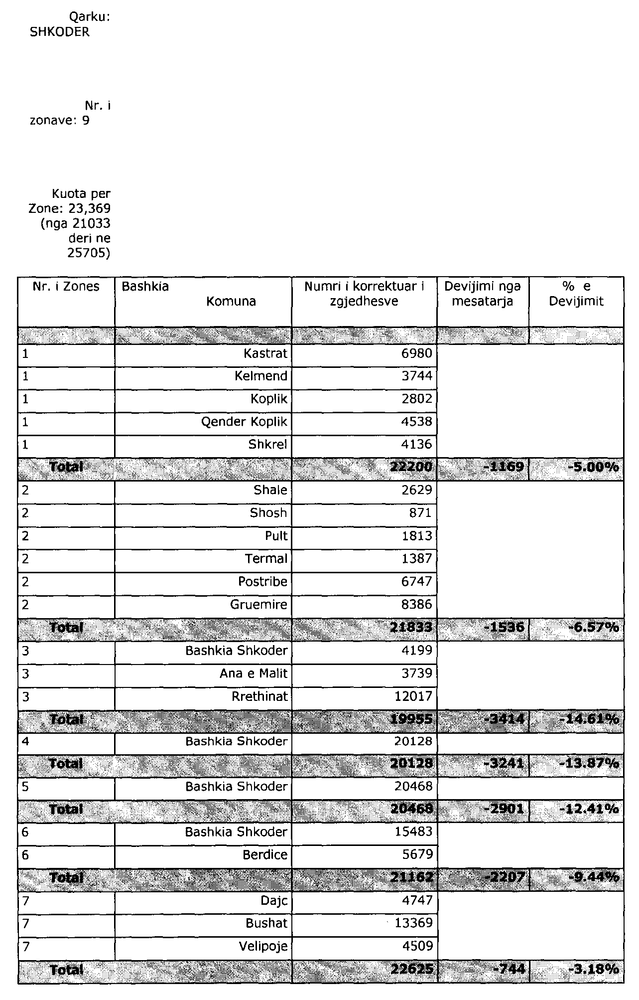 Qarku:
SHKODER
Nr. i
zonave: 9
Kuota per
Zone: 23,369
(nga 21033
deri ne
25705)
Nr. i Zones Bashkia Numri i korrektuar i Devijimi nga % e
Komuna zgjedhesve mesatarja Devijimit
1 Kastrat 6980
1 Kelmend 3744
1 Koplik 2802
1 Qender Koplik 4538
1 Shkrel 4136
Total 22200 -1169 -5.00%
2 Shale 2629
2 Shosh 871
2 Pult 1813
2 Termal 1387
2 Postribe 6747
2 Gruemire 8386
Total 21833 -1536 -6.57%
3 Bashkia Shkoder 4199
3 Ana e Malit 3739
3 Rrethinat 12017
Total 19955 -3414 -14.61%
4 Bashkia Shkoder 20128
Total 20128 -3241 -13.87%
5 Bashkia Shkoder 20468
Total 20468 -2901 -12.41%
6 Bashkia Shkoder 15483
6 Berdice 5679
Total 21162 -2207 -9.44%
7 Dajc 4747
7 Bushat 13369
7 Velipoje 4509
Total 22625 -744 -3.18%